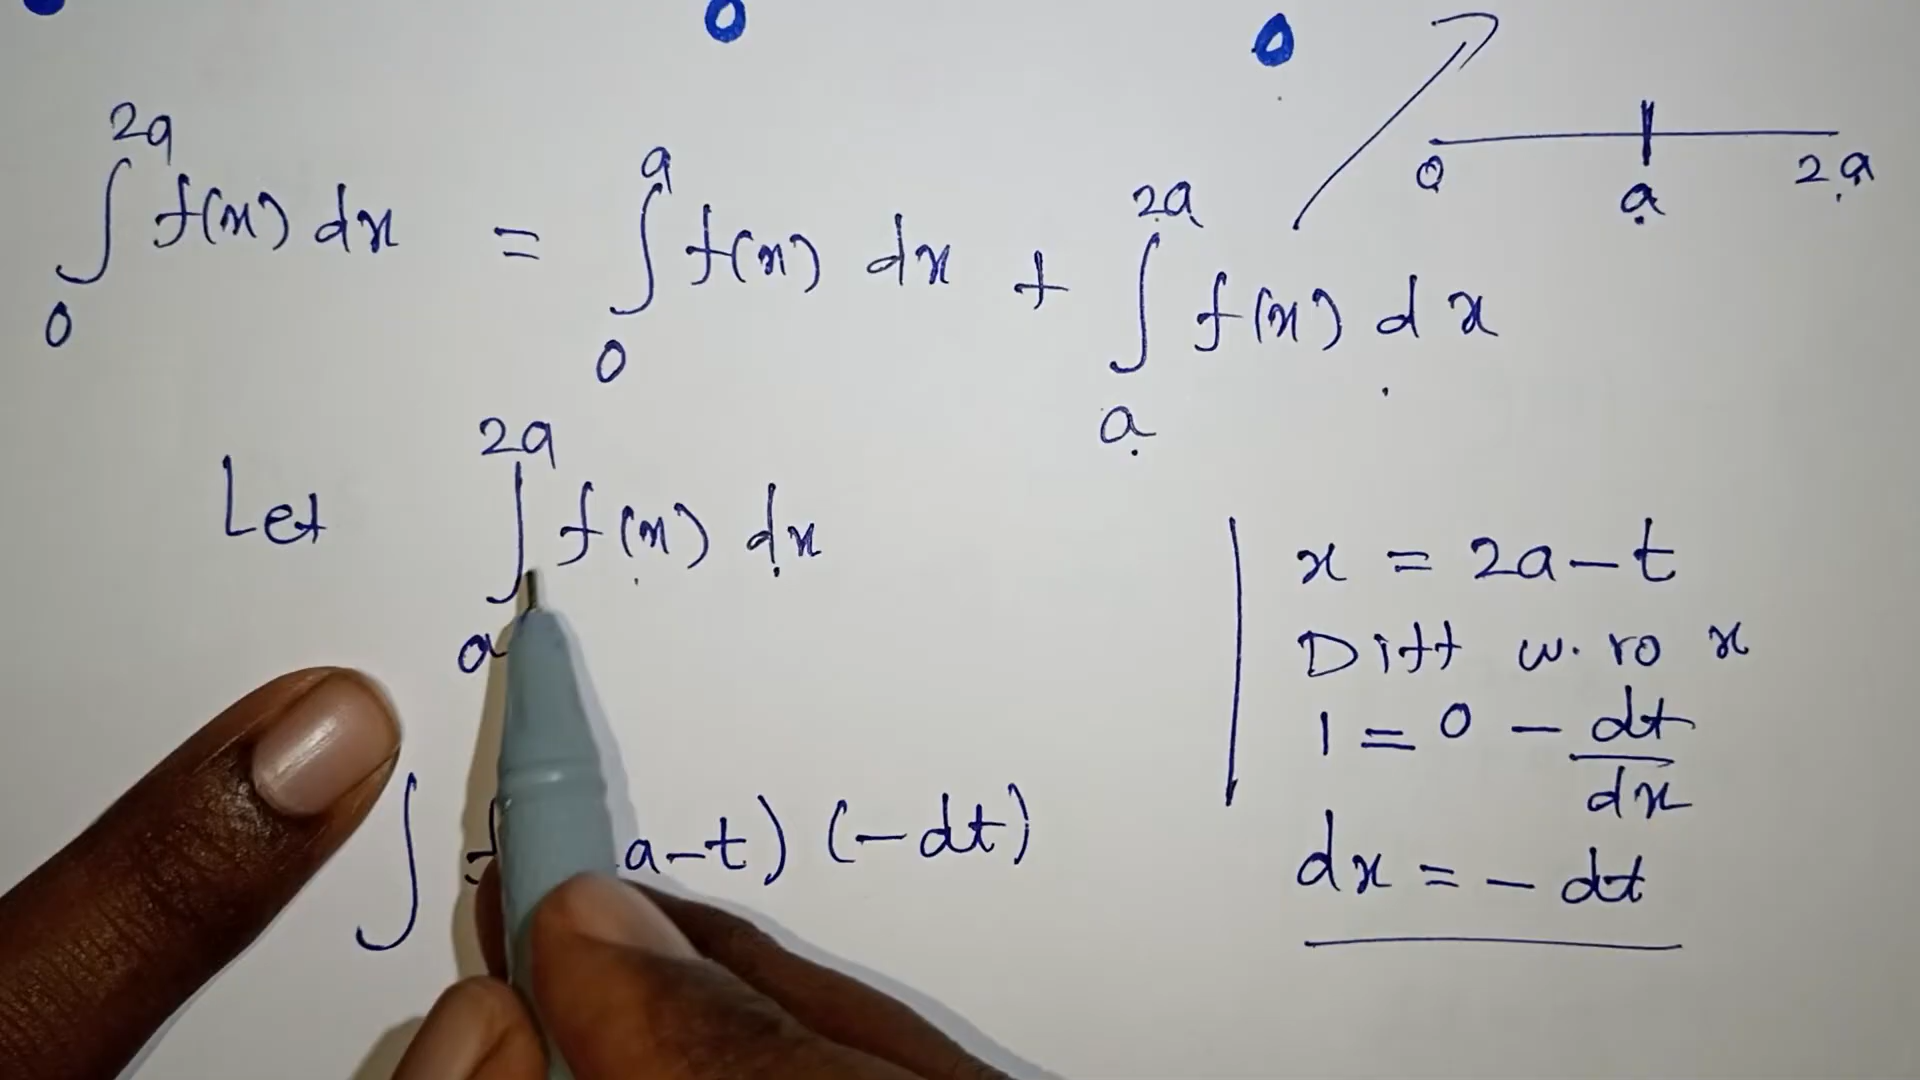 ∫₀²ᵃ f(x) dx = ∫₀ᵃ f(x) dx + ∫ₐ²ᵃ f(x) dx
0 a 2a
Let ∫ₐ²ᵃ f(x) dx
x = 2a - t
Diff w. ro x
1 = 0 - dt/dx
∫ a-t) (-dt)
dx = - dt